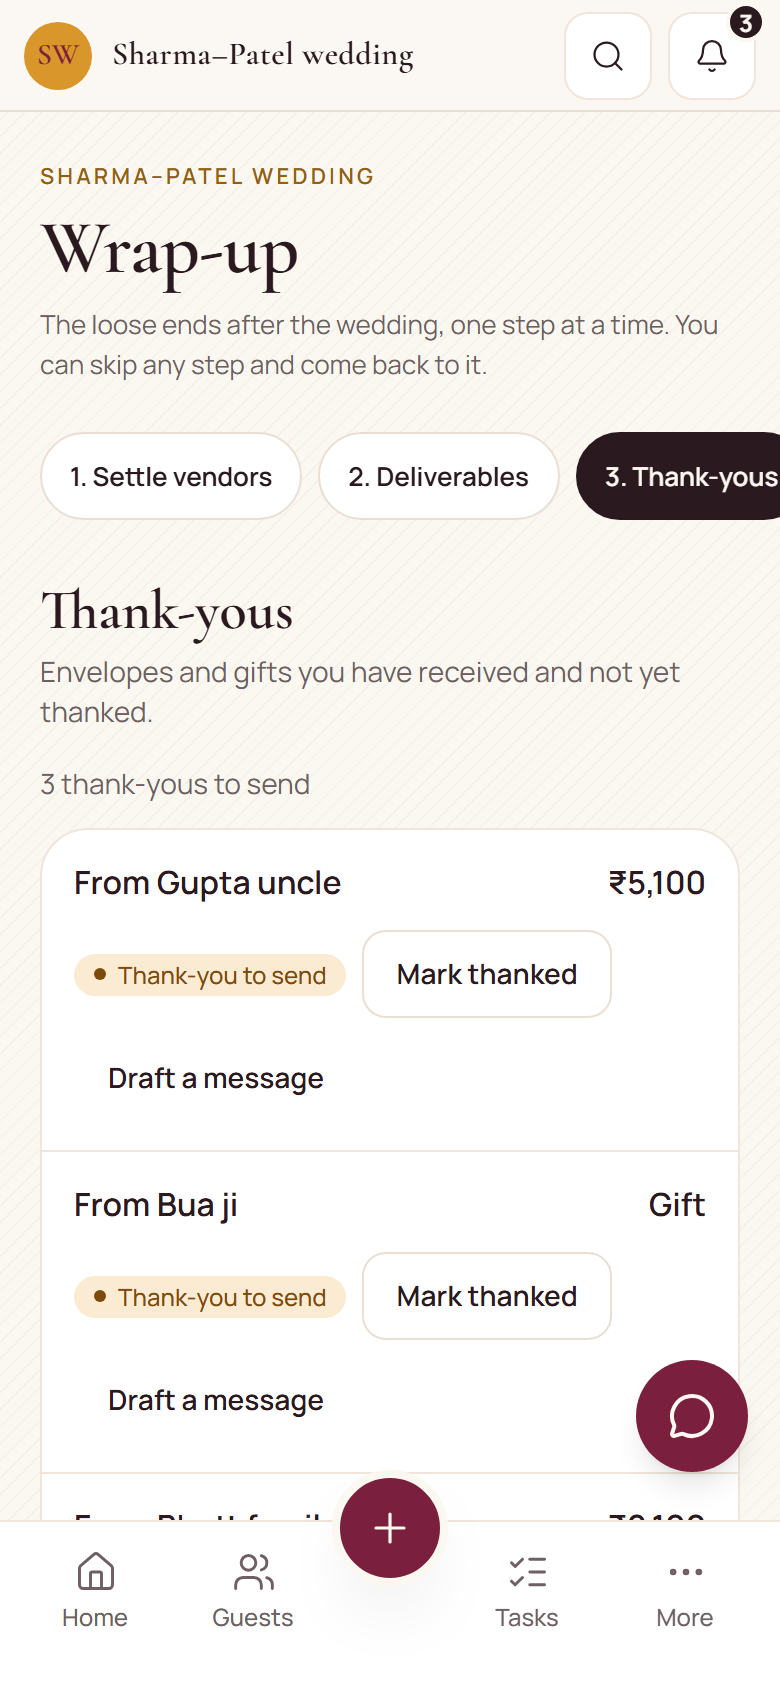 SW
Sharma–Patel wedding
3
SHARMA–PATEL WEDDING
Wrap-up
The loose ends after the wedding, one step at a time. You
can skip any step and come back to it.
1. Settle vendors
2. Deliverables
3. Thank-yous
Thank-yous
Envelopes and gifts you have received and not yet
thanked.
3 thank-yous to send
From Gupta uncle
₹5,100
Thank-you to send
Mark thanked
Draft a message
From Bua ji
Gift
Thank-you to send
Mark thanked
Draft a message
Home
Guests
Tasks
More